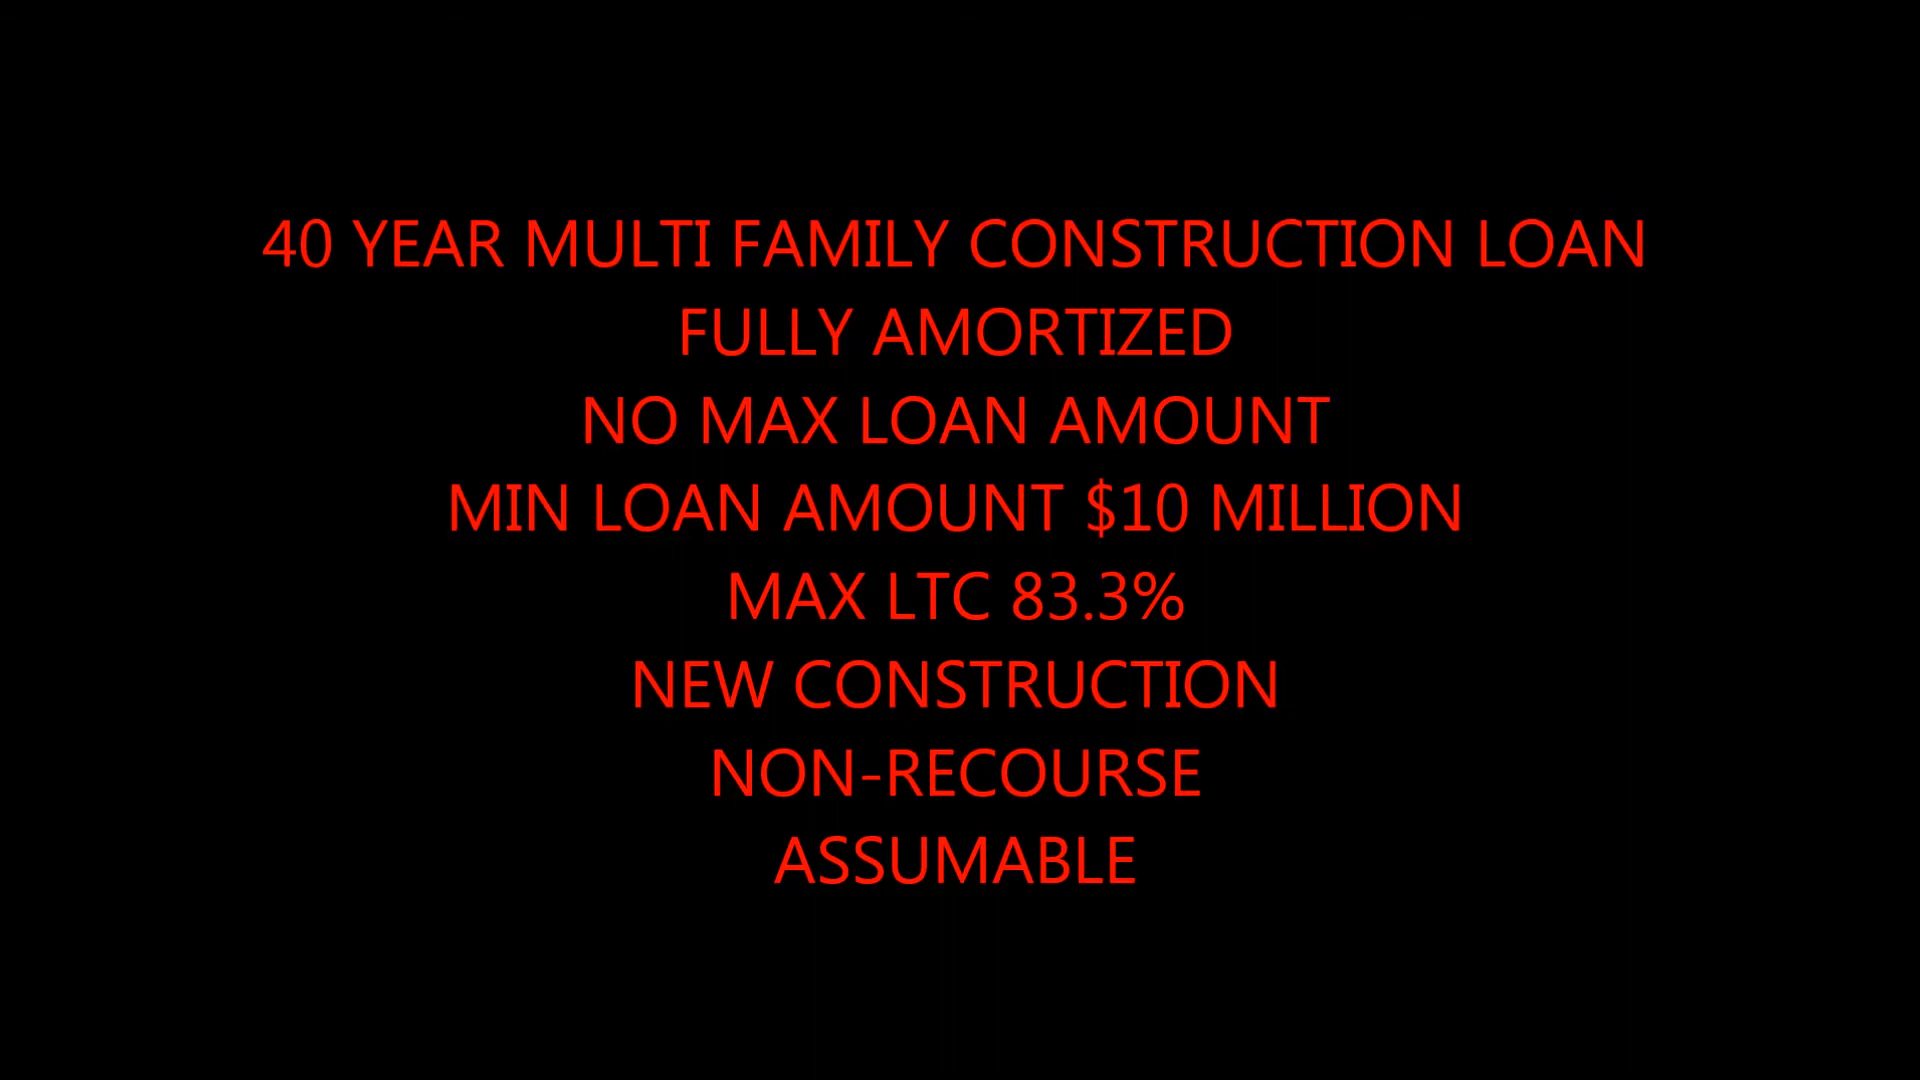 40 YEAR MULTI FAMILY CONSTRUCTION LOAN
FULLY AMORTIZED
NO MAX LOAN AMOUNT
MIN LOAN AMOUNT $10 MILLION
MAX LTC 83.3%
NEW CONSTRUCTION
NON-RECOURSE
ASSUMABLE